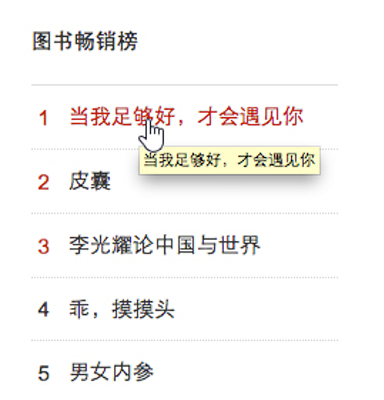 图书畅销榜
1 当我足够好，才会遇见你
当我足够好，才会遇见你
2 皮囊
3 李光耀论中国与世界
4 乖，摸摸头
5 男女内参